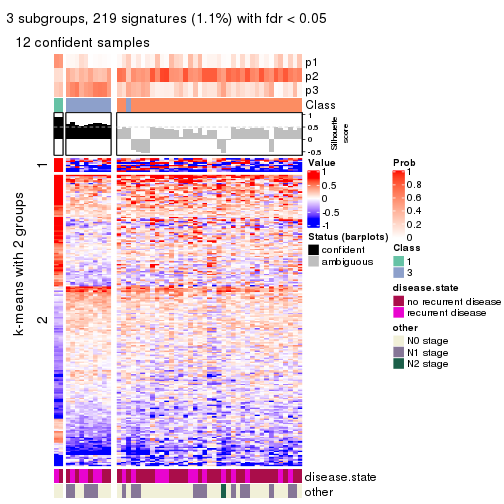 3 subgroups, 219 signatures (1.1%) with fdr < 0.05
12 confident samples
p1
p2
p3
Class
1
0.5
0
-0.5
Silhouette
score
1
2
k-means with 2 groups
disease.state
other
Value
1
0.5
0
-0.5
-1
Status (barplots)
confident
ambiguous
Prob
1
0.8
0.6
0.4
0.2
0
Class
1
3
disease.state
no recurrent disease
recurrent disease
other
N0 stage
N1 stage
N2 stage